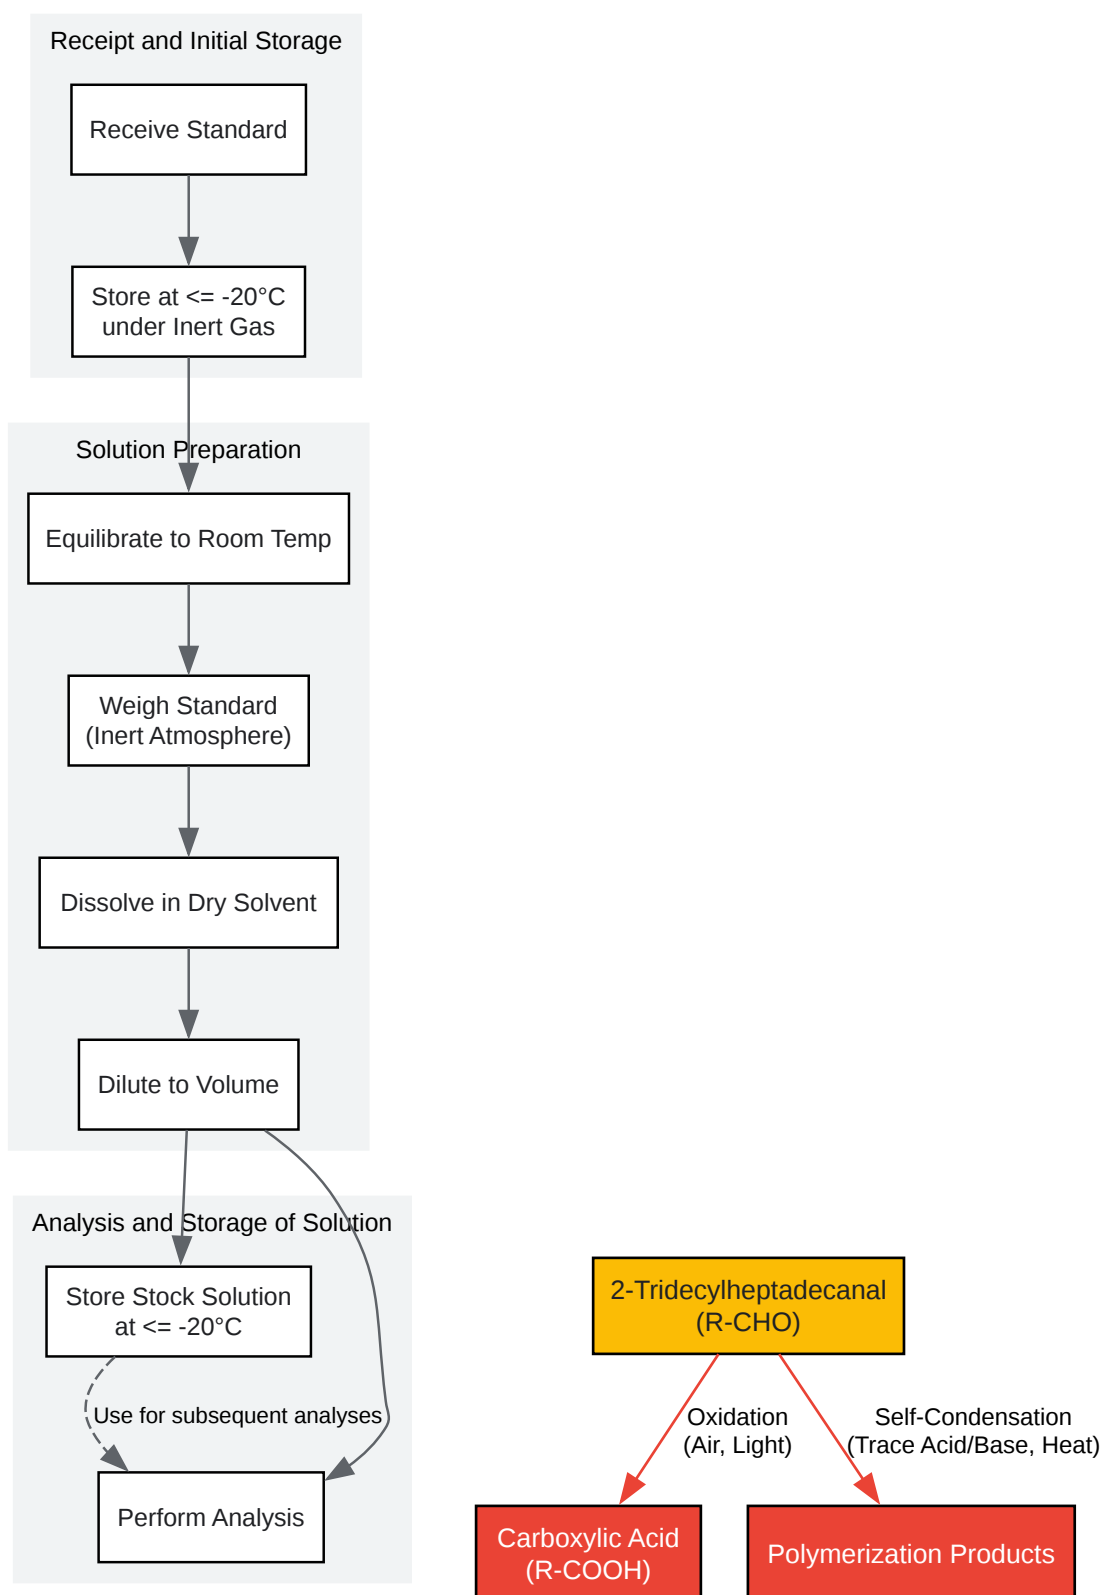 Receipt and Initial Storage
Receive Standard
Store at <= -20°C
under Inert Gas
Solution Preparation
Equilibrate to Room Temp
Weigh Standard
(Inert Atmosphere)
Dissolve in Dry Solvent
Dilute to Volume
Analysis and Storage of Solution
Store Stock Solution
at <= -20°C
Use for subsequent analyses
Perform Analysis
2-Tridecylheptadecanal
(R-CHO)
Oxidation
(Air, Light)
Self-Condensation
(Trace Acid/Base, Heat)
Carboxylic Acid
(R-COOH)
Polymerization Products